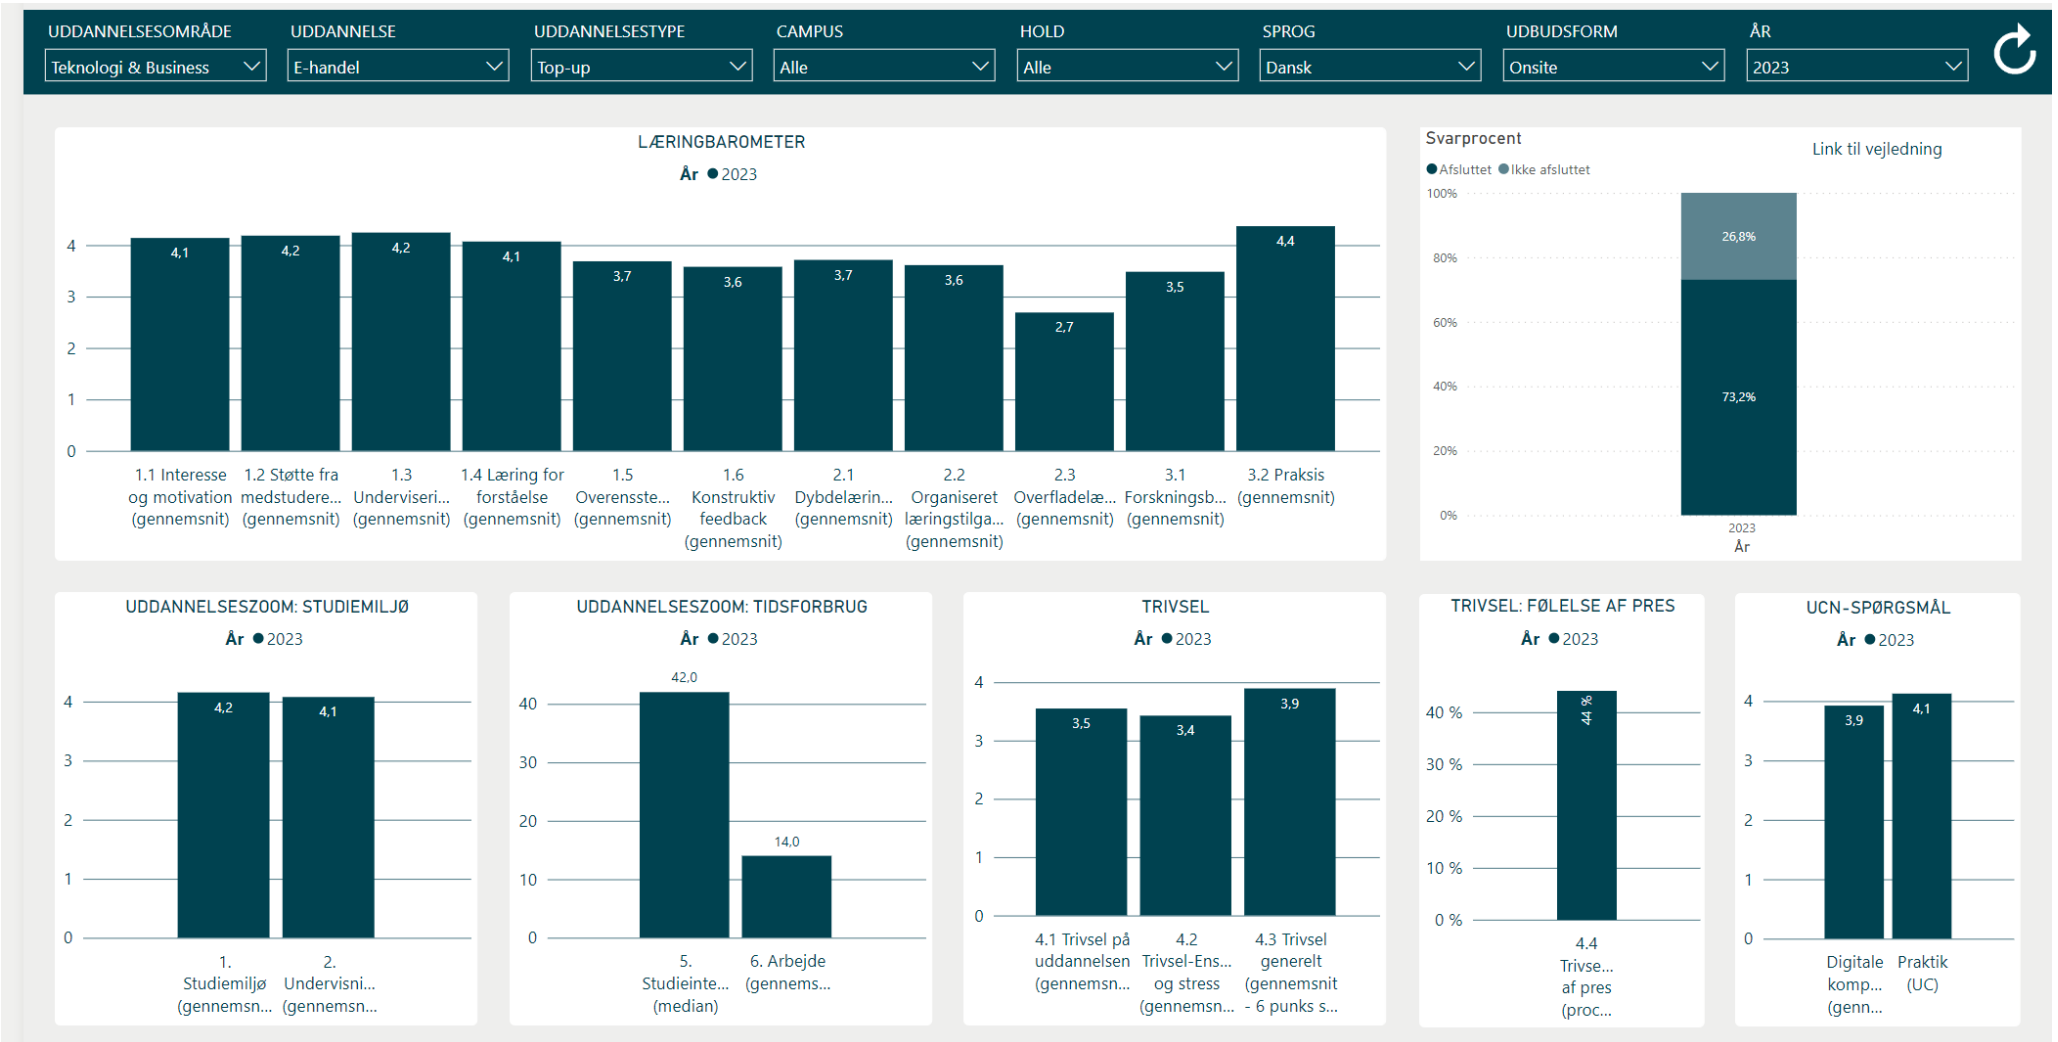 UDDANNELSESOMRÅDE UDDANNELSE UDDANNELSESTYPE CAMPUS HOLD SPROG UDBUDSFORM ÅR
Teknologi & Business E-handel Top-up Alle Alle Dansk Onsite 2023
LÆRINGBAROMETER
År 2023
4
3
2
1
0
4,1 4,2 4,2 4,1 3,7 3,6 3,7 3,6 2,7 3,5 4,4
1.1 Interesse og motivation (gennemsnit)
1.2 Støtte fra medstudere... (gennemsnit)
1.3 Underviseri... (gennemsnit)
1.4 Læring for forståelse (gennemsnit)
1.5 Overensste... (gennemsnit)
1.6 Konstruktiv feedback (gennemsnit)
2.1 Dybdelærin... (gennemsnit)
2.2 Organiseret læringstilga... (gennemsnit)
2.3 Overfladelæ... (gennemsnit)
3.1 Forskningsb... (gennemsnit)
3.2 Praksis (gennemsnit)
Svarprocent
Link til vejledning
Afsluttet Ikke afsluttet
100%
80%
60%
40%
20%
0%
26,8%
73,2%
2023
År
UDDANNELSESZOOM: STUDIEMILJØ
År 2023
4
3
2
1
0
4,2 4,1
1. Studiemiljø (gennemsn...
2. Undervisni... (gennemsn...
UDDANNELSESZOOM: TIDSFORBRUG
År 2023
40
30
20
10
0
42,0
14,0
5. Studieinte... (median)
6. Arbejde (gennems...
TRIVSEL
År 2023
4
3
2
1
0
3,5 3,4 3,9
4.1 Trivsel på uddannelsen (gennemsn...
4.2 Trivsel-Ens... og stress (gennemsn...
4.3 Trivsel generelt (gennemsnit - 6 punks s...
TRIVSEL: FØLELSE AF PRES
År 2023
40 %
30 %
20 %
10 %
0 %
44 %
4.4 Trivse... af pres (proc...
UCN-SPØRGSMÅL
År 2023
4
3
2
1
0
3,9 4,1
Digitale komp... (genn...
Praktik (UC)